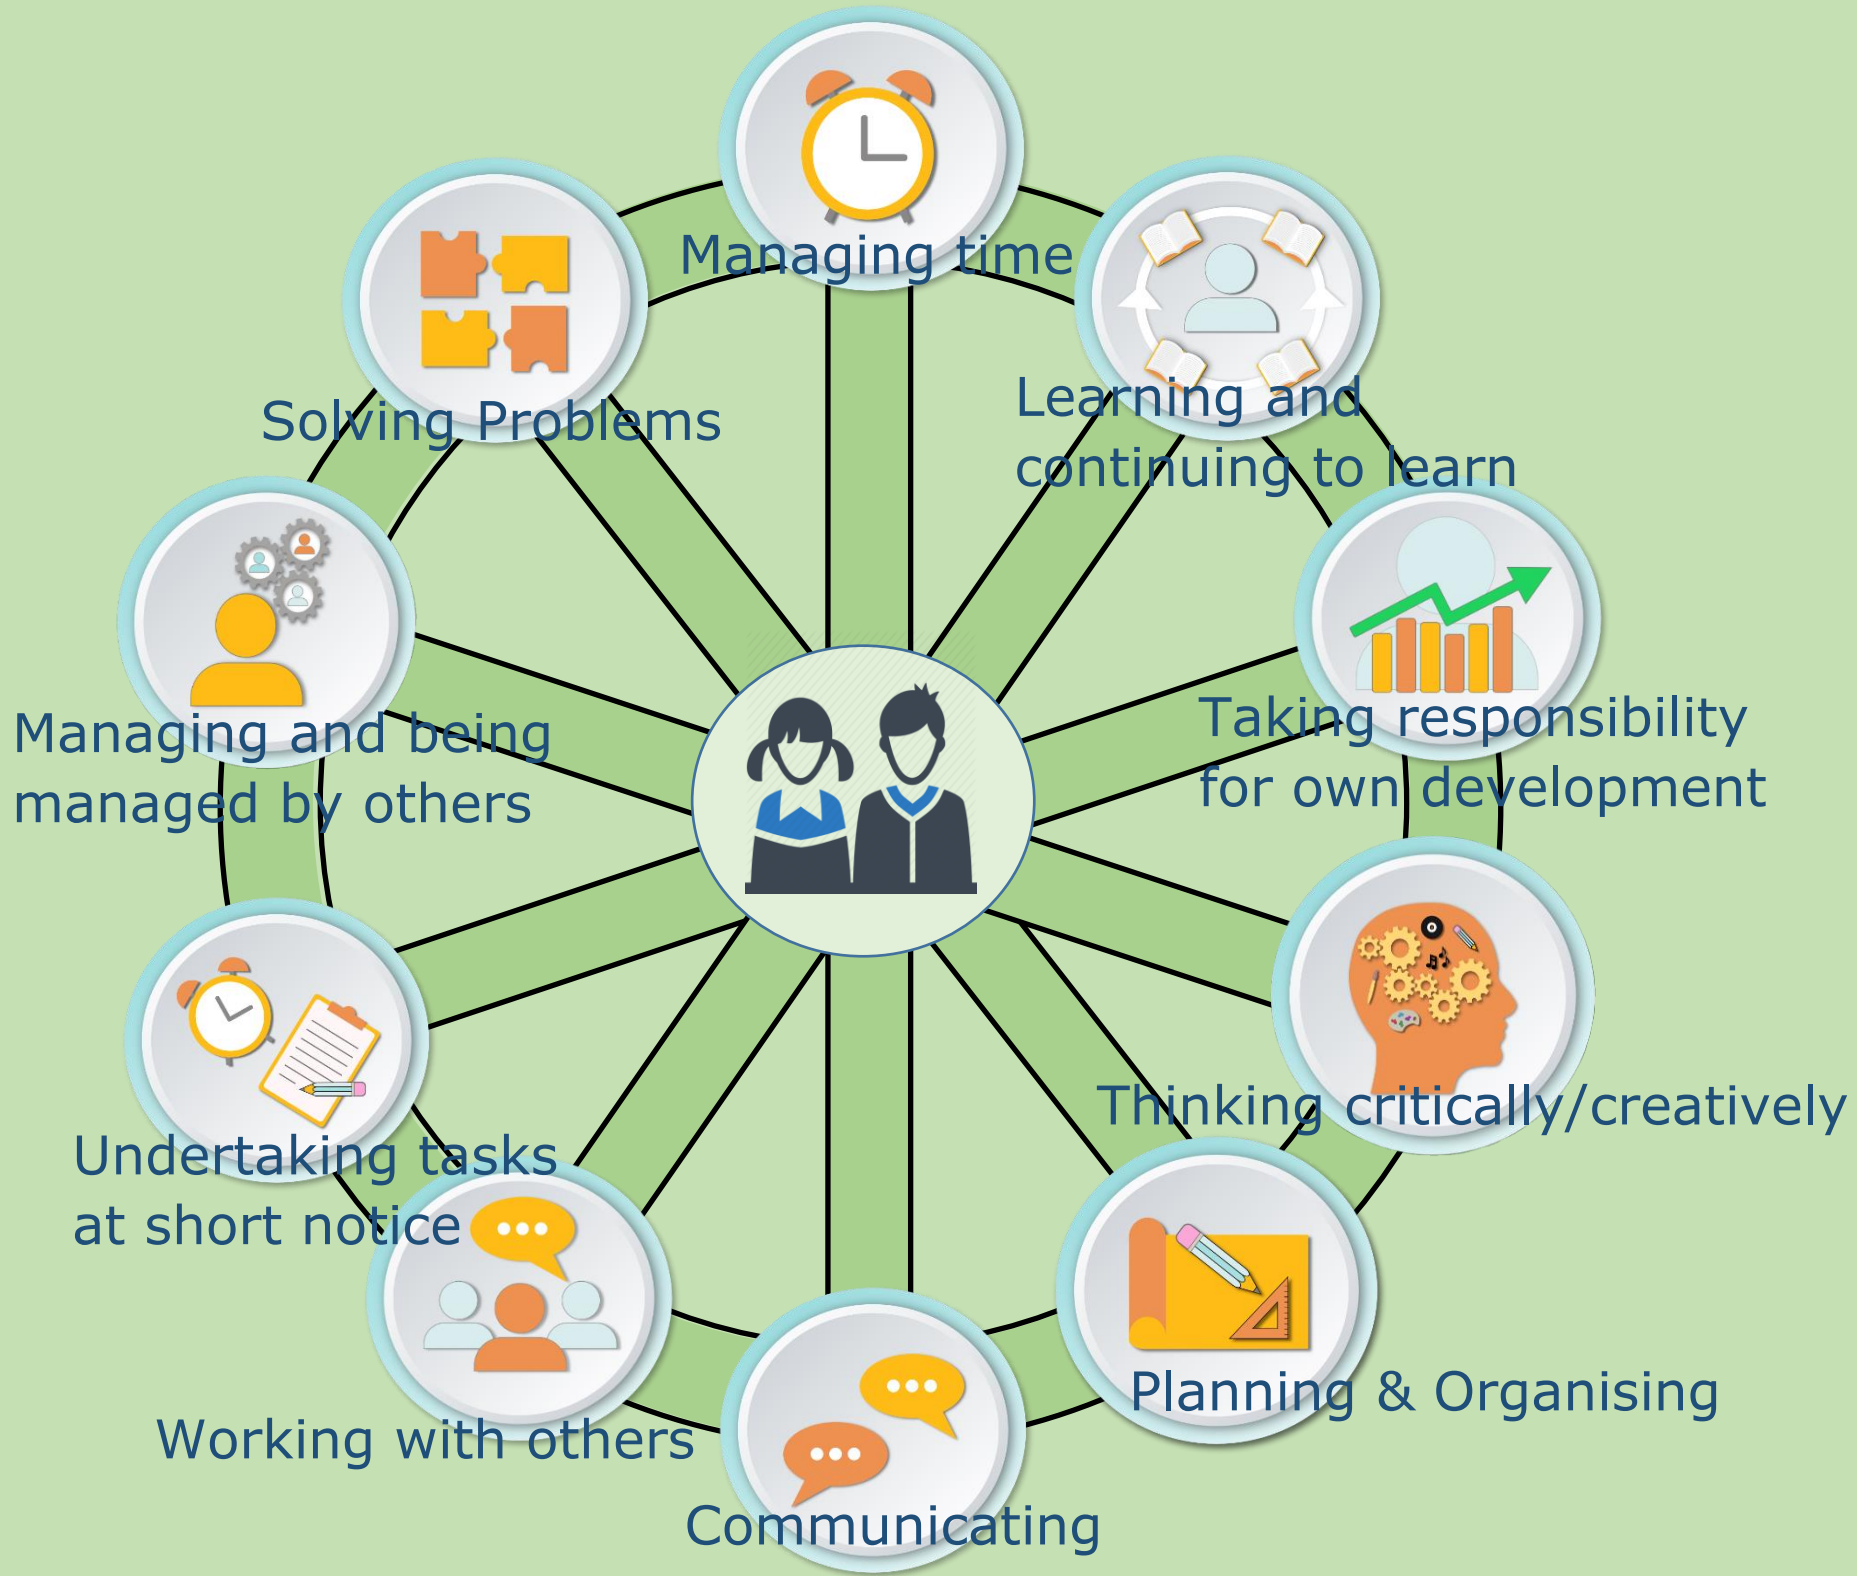 Managing time
Learning and
continuing to learn
Taking responsibility
for own development
Thinking critically/creatively
Planning & Organising
Communicating
Working with others
Undertaking tasks
at short notice
Managing and being
managed by others
Solving Problems